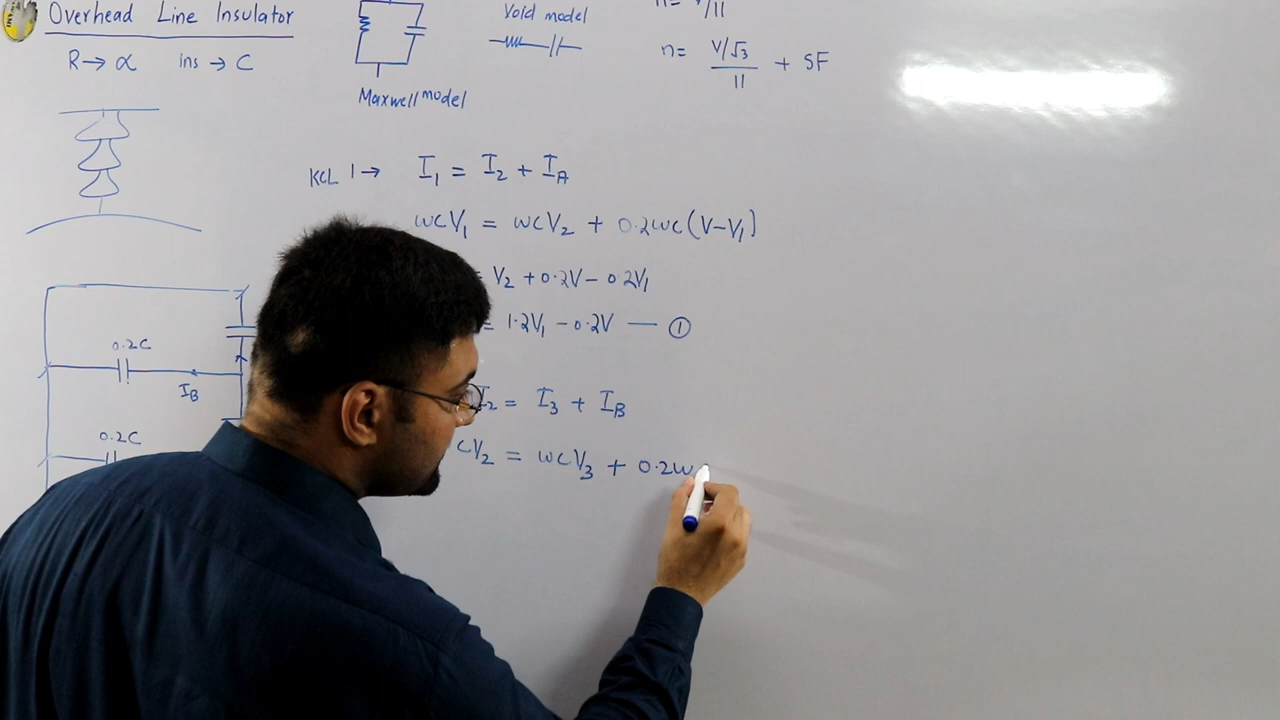 Overhead Line Insulator
R→α ins → C
Maxwell model
Void model
n= V/√3 / 11 + SF
KCL 1→ I₁ = I₂ + I_A
ωCV₁ = ωCV₂ + 0.2ωC(V-V₁)
= V₂ + 0.2V - 0.2V₁
= 1.2V₁ - 0.2V — ①
I₂ = I₃ + I_B
CV₂ = ωCV₃ + 0.2ω
0.2C
I_B
0.2C